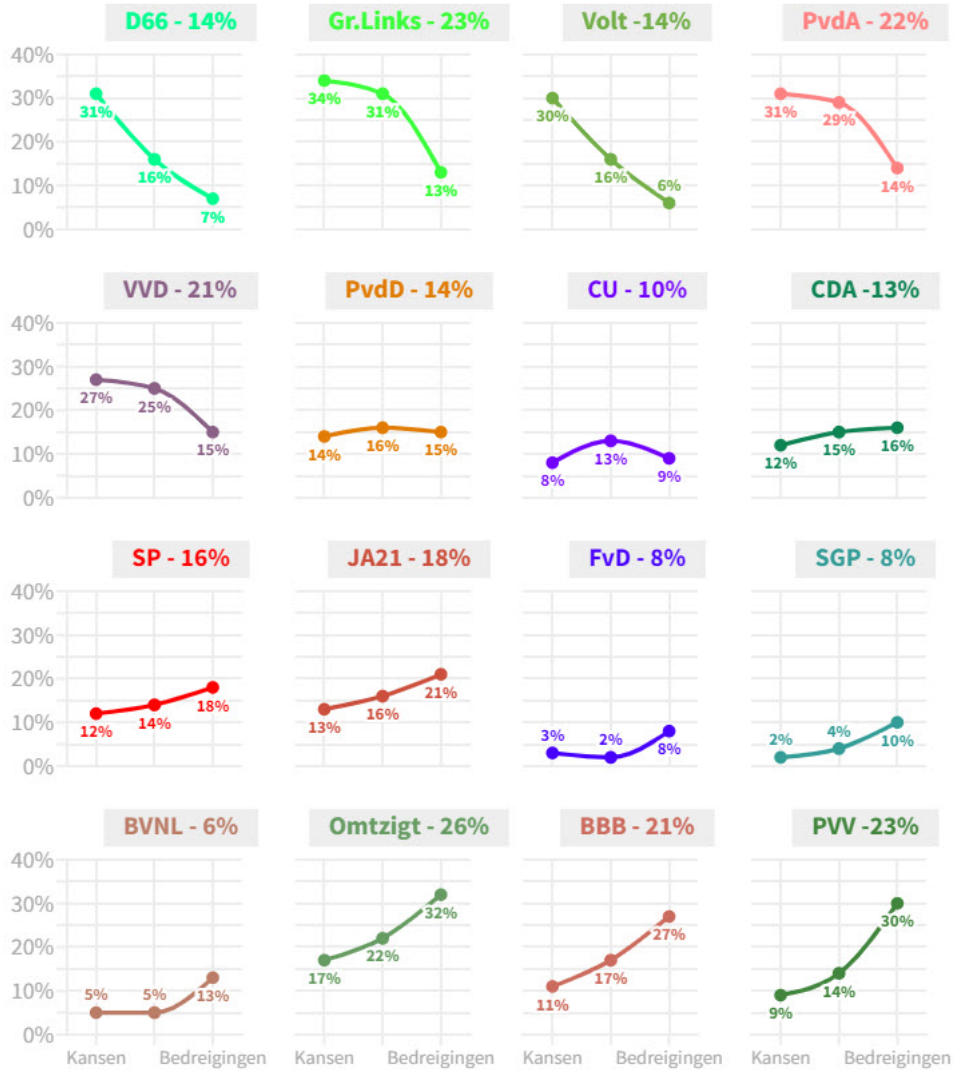 D66 - 14% Gr.Links - 23% Volt -14% PvdA - 22%
40%
30%
20%
10%
0%
31% 16% 7%
34% 31% 13%
30% 16% 6%
31% 29% 14%
VVD - 21% PvdD - 14% CU - 10% CDA -13%
40%
30%
20%
10%
0%
27% 25% 15%
14% 16% 15%
8% 13% 9%
12% 15% 16%
SP - 16% JA21 - 18% FvD - 8% SGP - 8%
40%
30%
20%
10%
0%
12% 14% 18%
13% 16% 21%
3% 2% 8%
2% 4% 10%
BVNL - 6% Omtzigt - 26% BBB - 21% PVV -23%
40%
30%
20%
10%
0%
5% 5% 13%
17% 22% 32%
11% 17% 27%
9% 14% 30%
Kansen Bedreigingen Kansen Bedreigingen Kansen Bedreigingen Kansen Bedreigingen